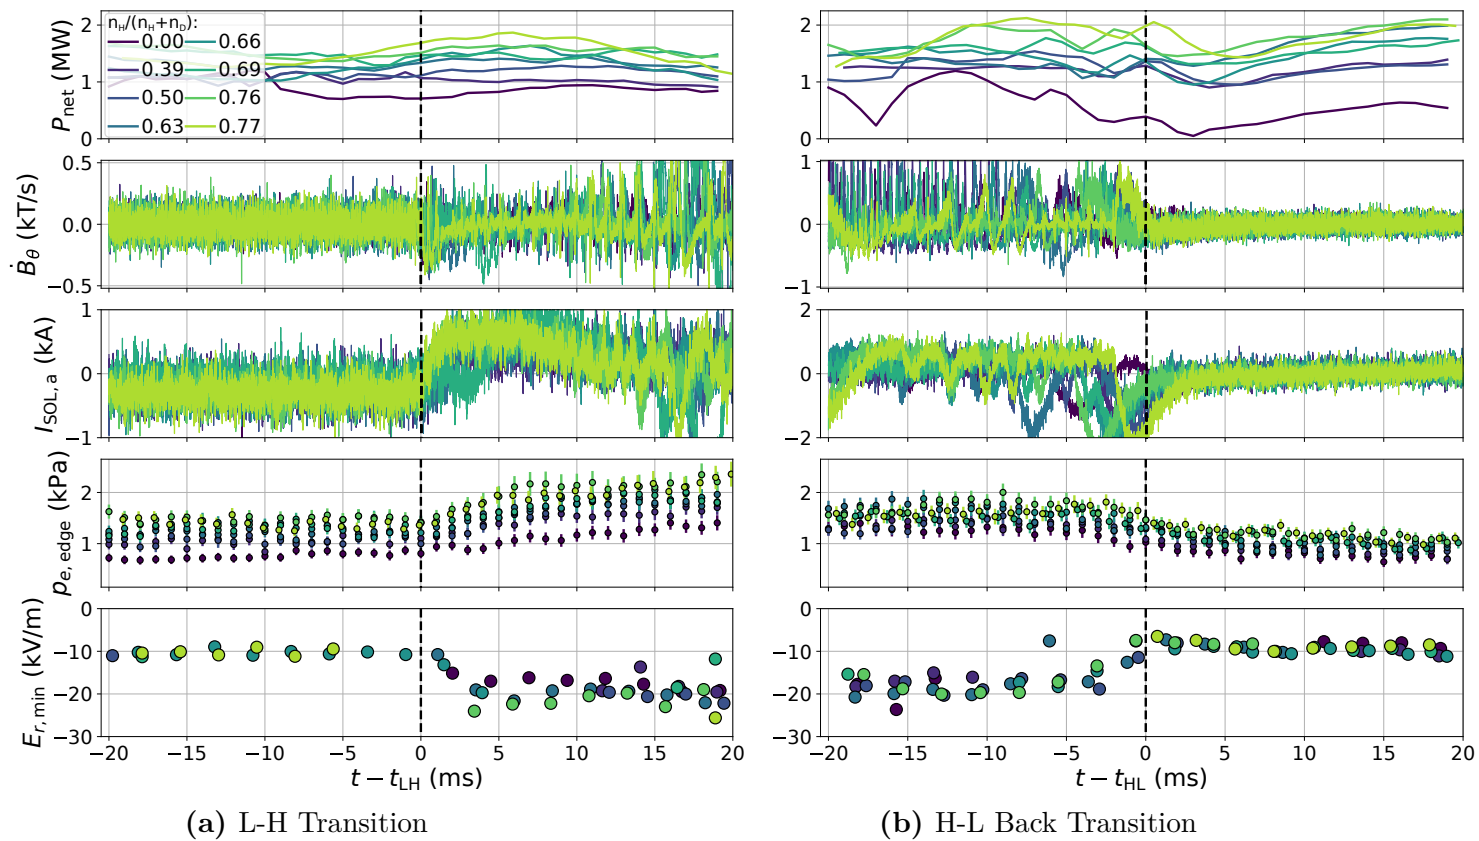 n_H/(n_H+n_D):
0.00 0.66
0.39 0.69
0.50 0.76
0.63 0.77
P_net (MW)
2
1
0
2
1
0
Ḃ_θ (kT/s)
0.5
0.0
−0.5
1
0
−1
I_SOL,a (kA)
1
0
−1
2
0
−2
p_e,edge (kPa)
2
1
2
1
E_r,min (kV/m)
0
−10
−20
−30
0
−10
−20
−30
−20 −15 −10 −5 0 5 10 15 20
−20 −15 −10 −5 0 5 10 15 20
t − t_LH (ms)
t − t_HL (ms)
(a) L-H Transition
(b) H-L Back Transition